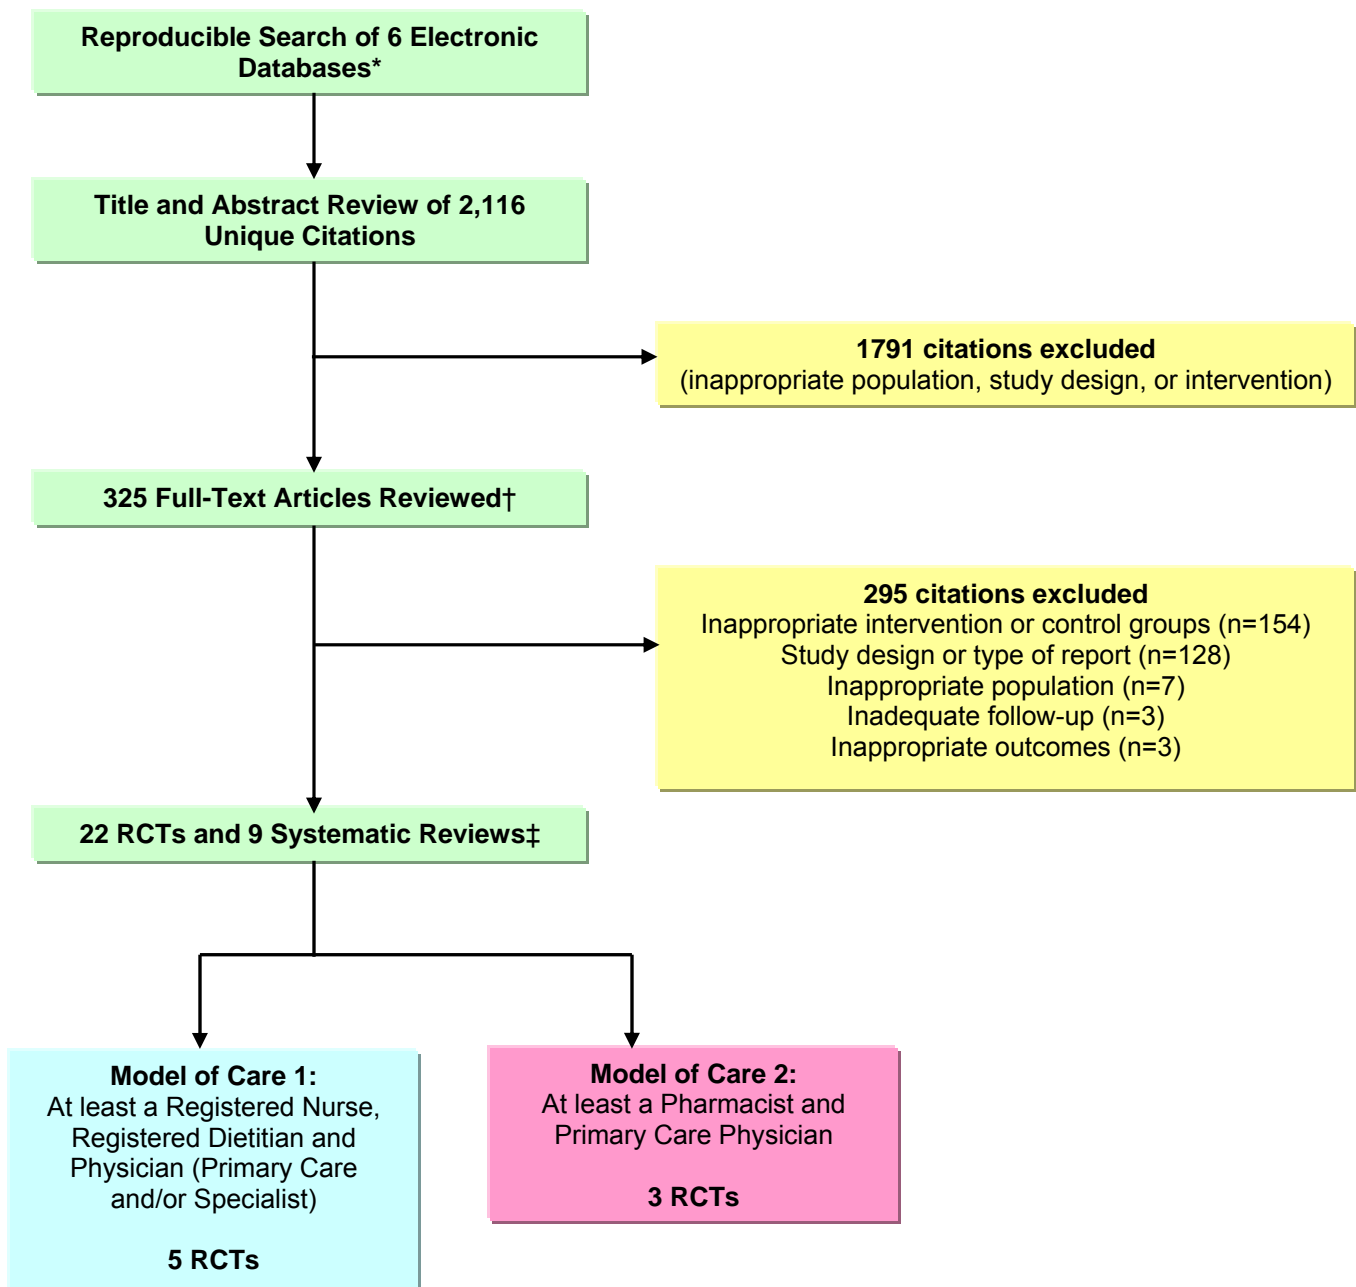 Reproducible Search of 6 Electronic
Databases*
Title and Abstract Review of 2,116
Unique Citations
1791 citations excluded
(inappropriate population, study design, or intervention)
325 Full-Text Articles Reviewed†
295 citations excluded
Inappropriate intervention or control groups (n=154)
Study design or type of report (n=128)
Inappropriate population (n=7)
Inadequate follow-up (n=3)
Inappropriate outcomes (n=3)
22 RCTs and 9 Systematic Reviews‡
Model of Care 1:
At least a Registered Nurse,
Registered Dietitian and
Physician (Primary Care
and/or Specialist)
5 RCTs
Model of Care 2:
At least a Pharmacist and
Primary Care Physician
3 RCTs